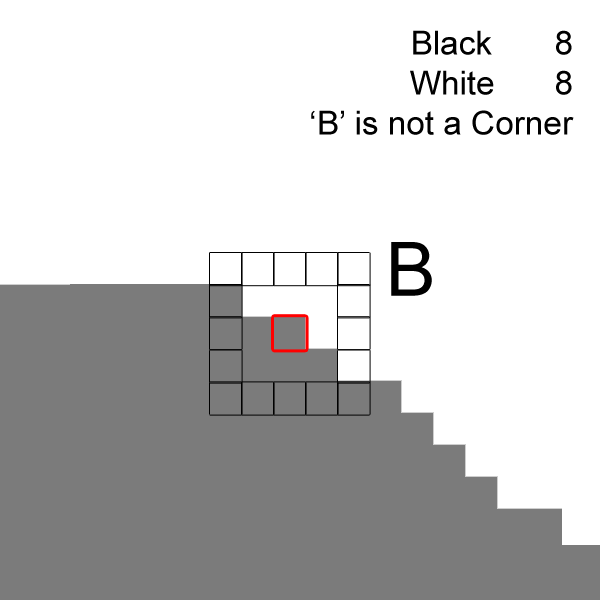 Black 8
White 8
‘B’ is not a Corner
B